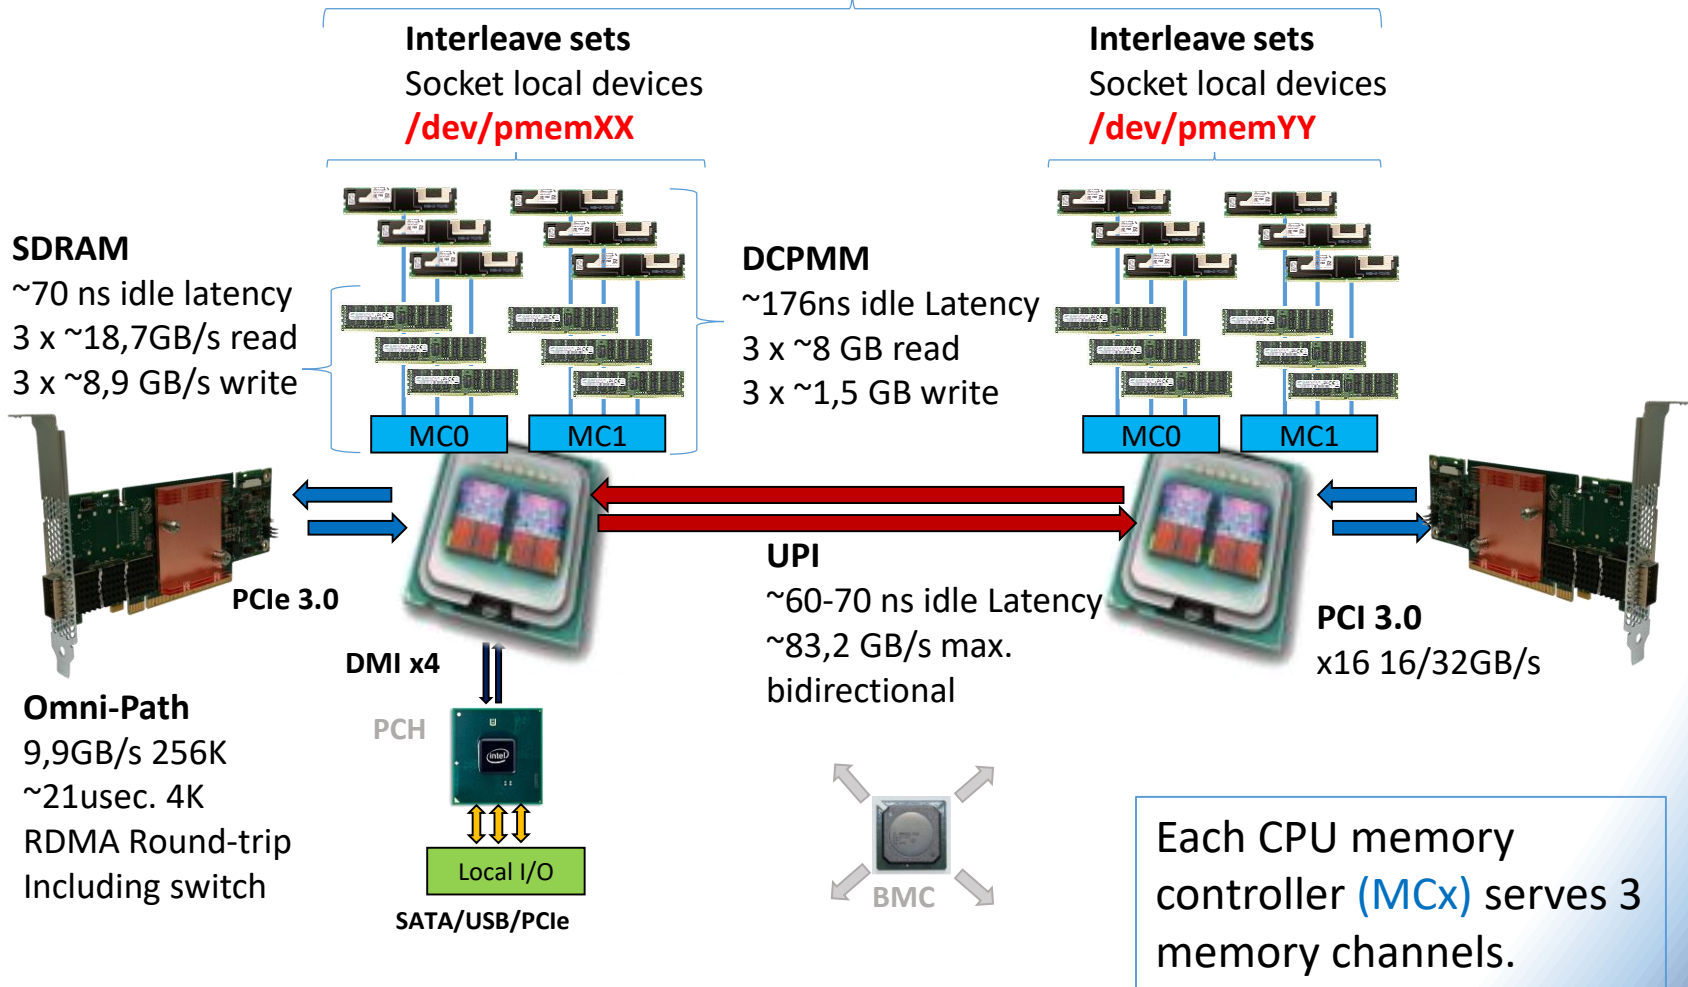 Interleave sets
Socket local devices
/dev/pmemXX
Interleave sets
Socket local devices
/dev/pmemYY
SDRAM
~70 ns idle latency
3 x ~18,7GB/s read
3 x ~8,9 GB/s write
DCPMM
~176ns idle Latency
3 x ~8 GB read
3 x ~1,5 GB write
MC0
MC1
MC0
MC1
PCIe 3.0
UPI
~60-70 ns idle Latency
~83,2 GB/s max.
bidirectional
PCI 3.0
x16 16/32GB/s
DMI x4
PCH
intel
Omni-Path
9,9GB/s 256K
~21usec. 4K
RDMA Round-trip
Including switch
Local I/O
SATA/USB/PCIe
BMC
Each CPU memory
controller (MCx) serves 3
memory channels.